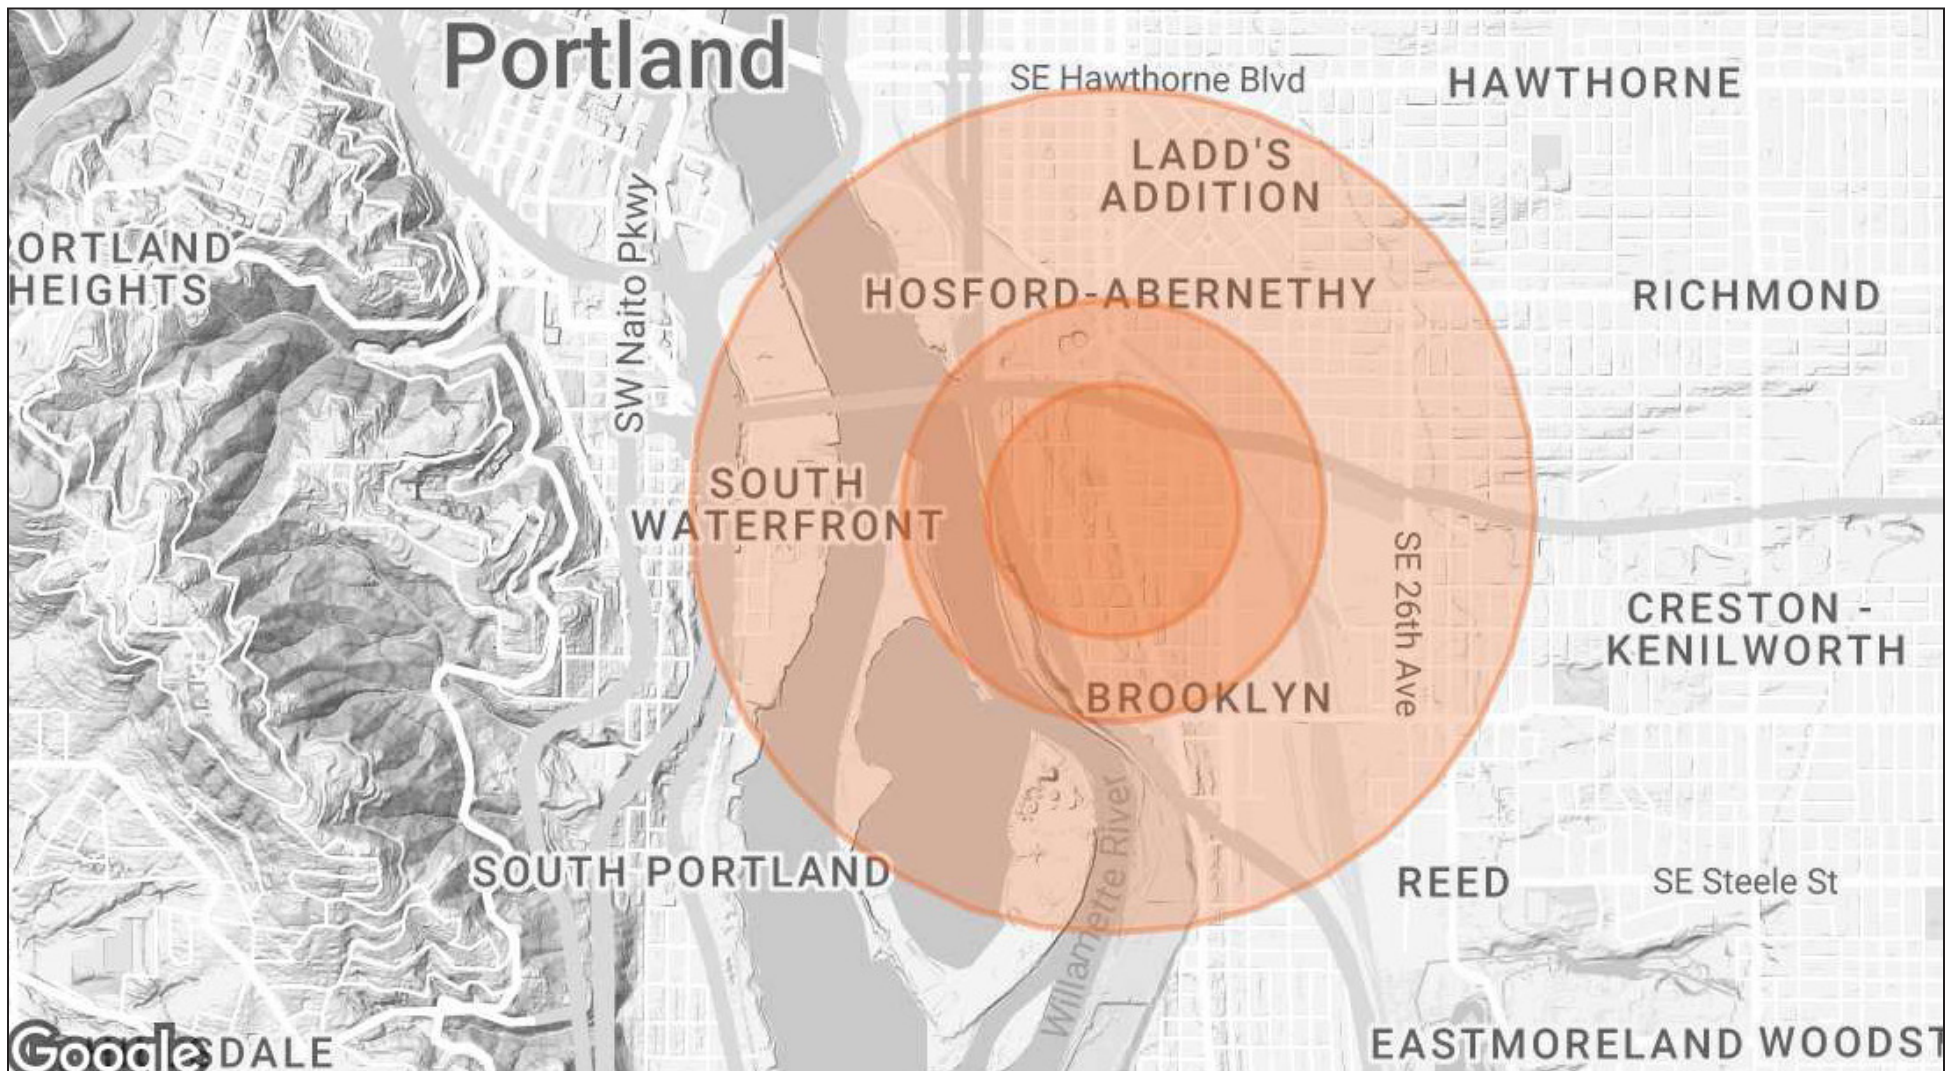 Portland
SE Hawthorne Blvd
HAWTHORNE
LADD'S
ADDITION
SW Naito Pkwy
ORTLAND
HEIGHTS
HOSFORD-ABERNETHY
RICHMOND
SOUTH
WATERFRONT
SE 26th Ave
CRESTON -
KENILWORTH
BROOKLYN
Willamette River
SOUTH PORTLAND
REED
SE Steele St
EASTMORELAND
WOODST
Google
SDALE